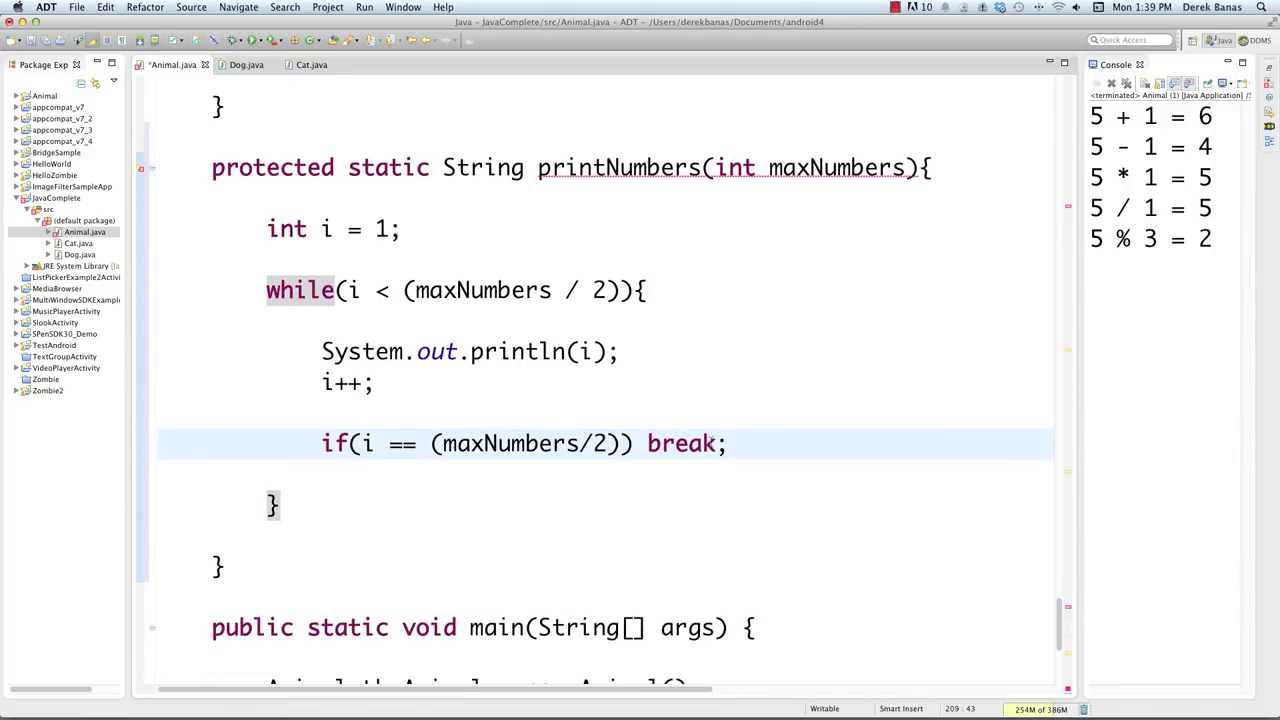 ADT File Edit Refactor Source Navigate Search Project Run Window Help 10 Mon 1:39 PM Derek Banas
Java – JavaComplete/src/Animal.java – ADT – /Users/derekbanas/Documents/android4
Quick Access Java DDMS
Package Exp
*Animal.java Dog.java Cat.java
Console
<terminated> Animal (1) [Java Application] /S
Animal
appcompat_v7
appcompat_v7_2
appcompat_v7_3
appcompat_v7_4
BridgeSample
HelloWorld
HelloZombie
ImageFilterSampleApp
JavaComplete
src
(default package)
Animal.java
Cat.java
Dog.java
JRE System Library [Ja
ListPickerExample2Activi
MediaBrowser
MultiWindowSDKExample
MusicPlayerActivity
SlookActivity
SPenSDK30_Demo
TestAndroid
TextGroupActivity
VideoPlayerActivity
Zombie
Zombie2
}
protected static String printNumbers(int maxNumbers){
int i = 1;
while(i < (maxNumbers / 2)){
System.out.println(i);
i++;
if(i == (maxNumbers/2)) break;
}
}
public static void main(String[] args) {
5 + 1 = 6
5 - 1 = 4
5 * 1 = 5
5 / 1 = 5
5 % 3 = 2
Writable Smart Insert 209 : 43 254M of 386M